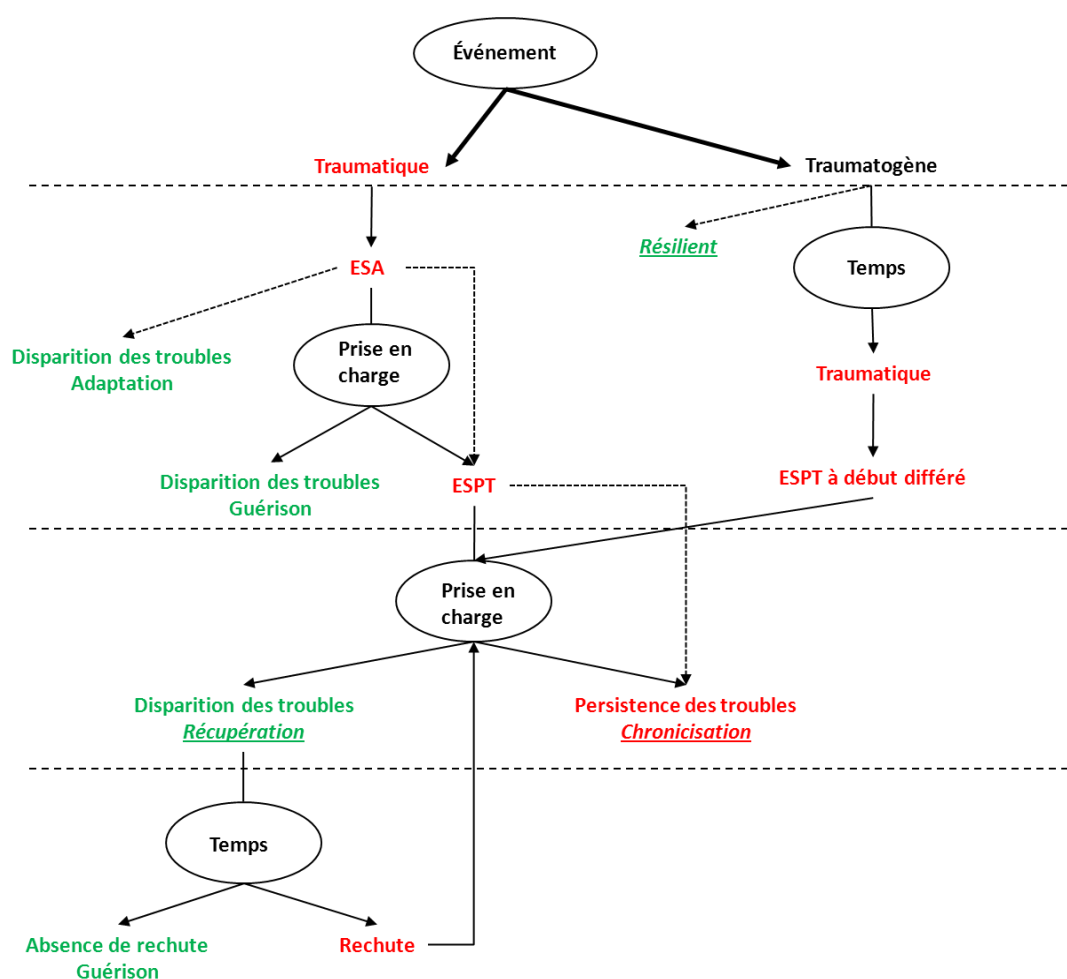 Événement
Traumatique
Traumatogène
Résilient
ESA
Temps
Disparition des troubles
Adaptation
Prise en
charge
Traumatique
Disparition des troubles
Guérison
ESPT
ESPT à début différé
Prise en
charge
Disparition des troubles
Récupération
Persistence des troubles
Chronicisation
Temps
Absence de rechute
Guérison
Rechute